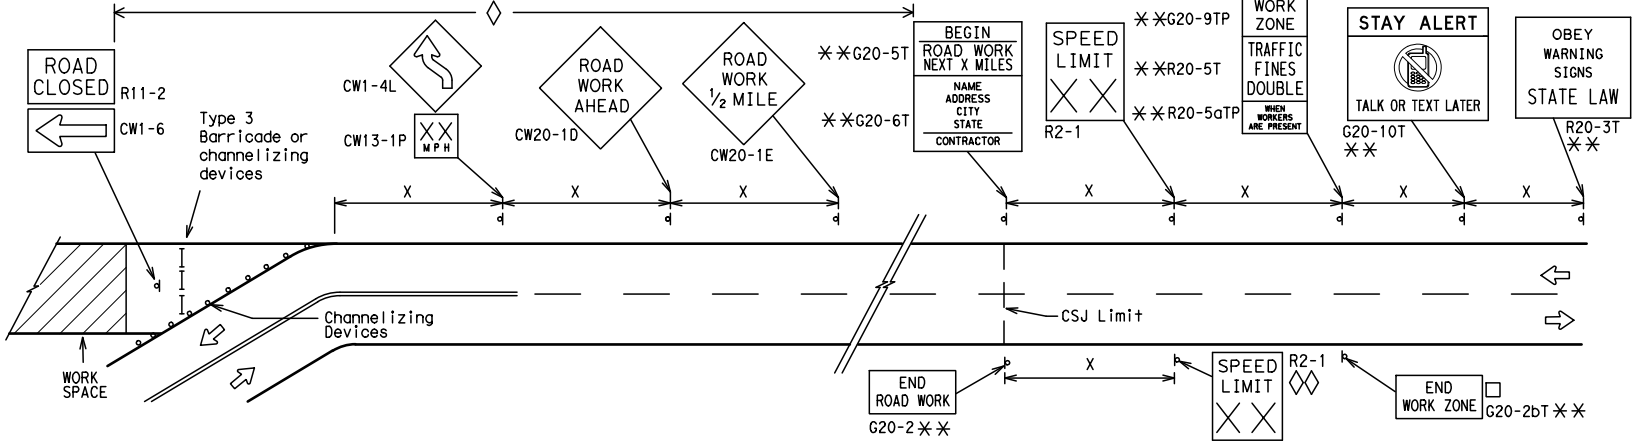 ROAD
CLOSED
R11-2
CW1-6
Type 3
Barricade or
channelizing
devices
CW1-4L
XX
MPH
CW13-1P
ROAD
WORK
AHEAD
CW20-1D
ROAD
WORK
1/2 MILE
CW20-1E
**G20-5T
**G20-6T
BEGIN
ROAD WORK
NEXT X MILES
NAME
ADDRESS
CITY
STATE
CONTRACTOR
SPEED
LIMIT
XX
R2-1
**G20-9TP
**R20-5T
**R20-5aTP
WORK
ZONE
TRAFFIC
FINES
DOUBLE
WHEN
WORKERS
ARE PRESENT
STAY ALERT
TALK OR TEXT LATER
G20-10T
**
OBEY
WARNING
SIGNS
STATE LAW
R20-3T
**
X
X
X
X
X
X
X
Channelizing
Devices
CSJ Limit
WORK
SPACE
END
ROAD WORK
G20-2 **
X
SPEED
LIMIT
XX
R2-1
END
WORK ZONE
G20-2bT **